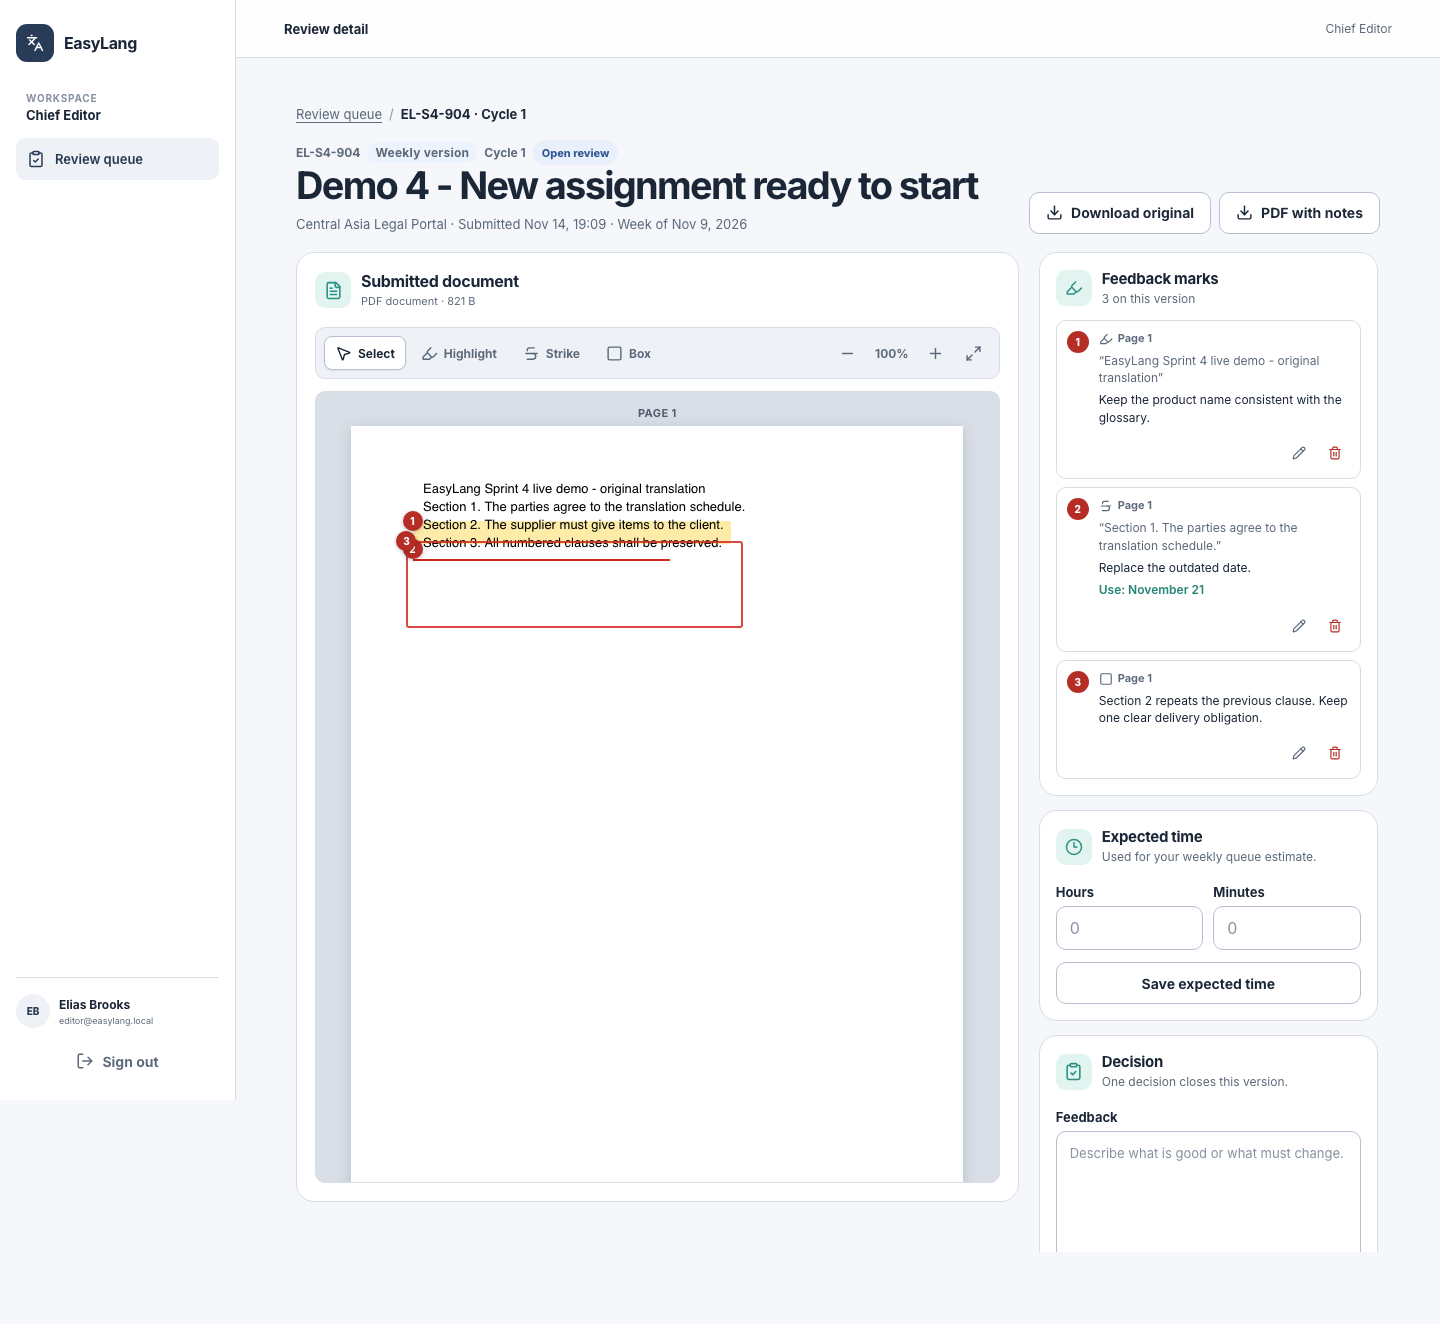 EasyLang
WORKSPACE
Chief Editor
Review queue
Elias Brooks
EB
editor@easylang.local
Sign out
Review detail
Chief Editor
Review queue / EL-S4-904 · Cycle 1
EL-S4-904 Weekly version Cycle 1 Open review
Demo 4 - New assignment ready to start
Central Asia Legal Portal · Submitted Nov 14, 19:09 · Week of Nov 9, 2026
Download original
PDF with notes
Submitted document
PDF document · 821 B
Select Highlight Strike Box 100%
PAGE 1
EasyLang Sprint 4 live demo - original translation
Section 1. The parties agree to the translation schedule.
1 Section 2. The supplier must give items to the client.
3 Section 3. All numbered clauses shall be preserved.
2
Feedback marks
3 on this version
1 Page 1
“EasyLang Sprint 4 live demo - original
translation”
Keep the product name consistent with the
glossary.
2 Page 1
“Section 1. The parties agree to the
translation schedule.”
Replace the outdated date.
Use: November 21
3 Page 1
Section 2 repeats the previous clause. Keep
one clear delivery obligation.
Expected time
Used for your weekly queue estimate.
Hours Minutes
0 0
Save expected time
Decision
One decision closes this version.
Feedback
Describe what is good or what must change.